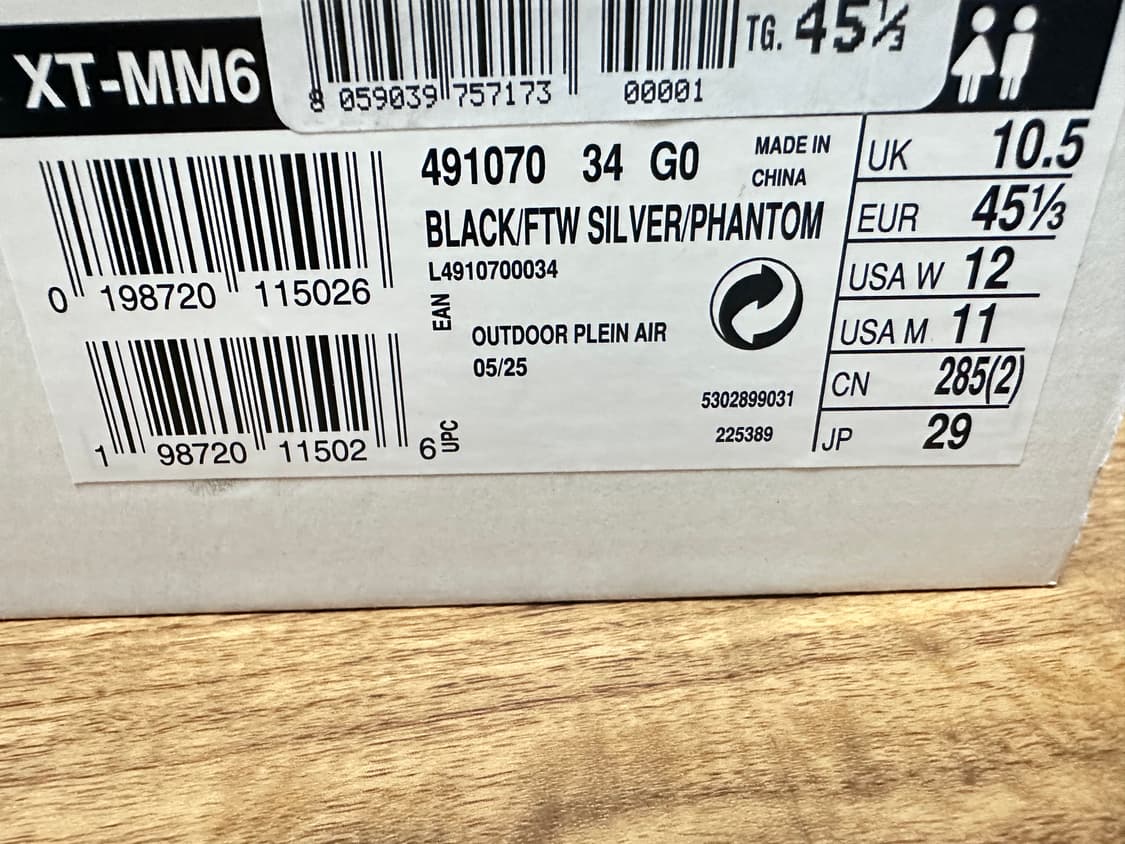 XT-MM6
TG. 45⅓
8 059039 757173
00001
491070 34 G0
MADE IN
CHINA
BLACK/FTW SILVER/PHANTOM
L4910700034
0 198720 115026
EAN
OUTDOOR PLEIN AIR
05/25
5302899031
225389
1 98720 11502 6
UPC
UK 10.5
EUR 45⅓
USA W 12
USA M 11
CN 285(2)
JP 29